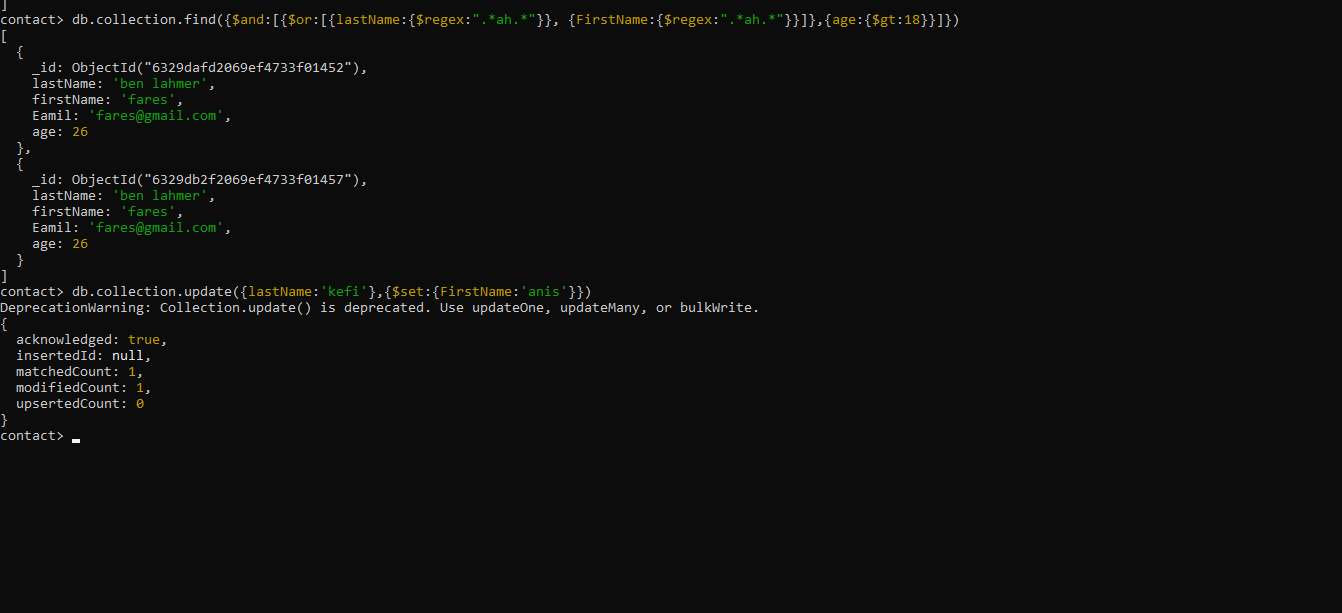 ]
contact> db.collection.find({$and:[{$or:[{lastName:{$regex:".*ah.*"}}, {FirstName:{$regex:".*ah.*"}}]},{age:{$gt:18}}]})
[
  {
    _id: ObjectId("6329dafd2069ef4733f01452"),
    lastName: 'ben lahmer',
    firstName: 'fares',
    Eamil: 'fares@gmail.com',
    age: 26
  },
  {
    _id: ObjectId("6329db2f2069ef4733f01457"),
    lastName: 'ben lahmer',
    firstName: 'fares',
    Eamil: 'fares@gmail.com',
    age: 26
  }
]
contact> db.collection.update({lastName:'kefi'},{$set:{FirstName:'anis'}})
DeprecationWarning: Collection.update() is deprecated. Use updateOne, updateMany, or bulkWrite.
{
  acknowledged: true,
  insertedId: null,
  matchedCount: 1,
  modifiedCount: 1,
  upsertedCount: 0
}
contact>